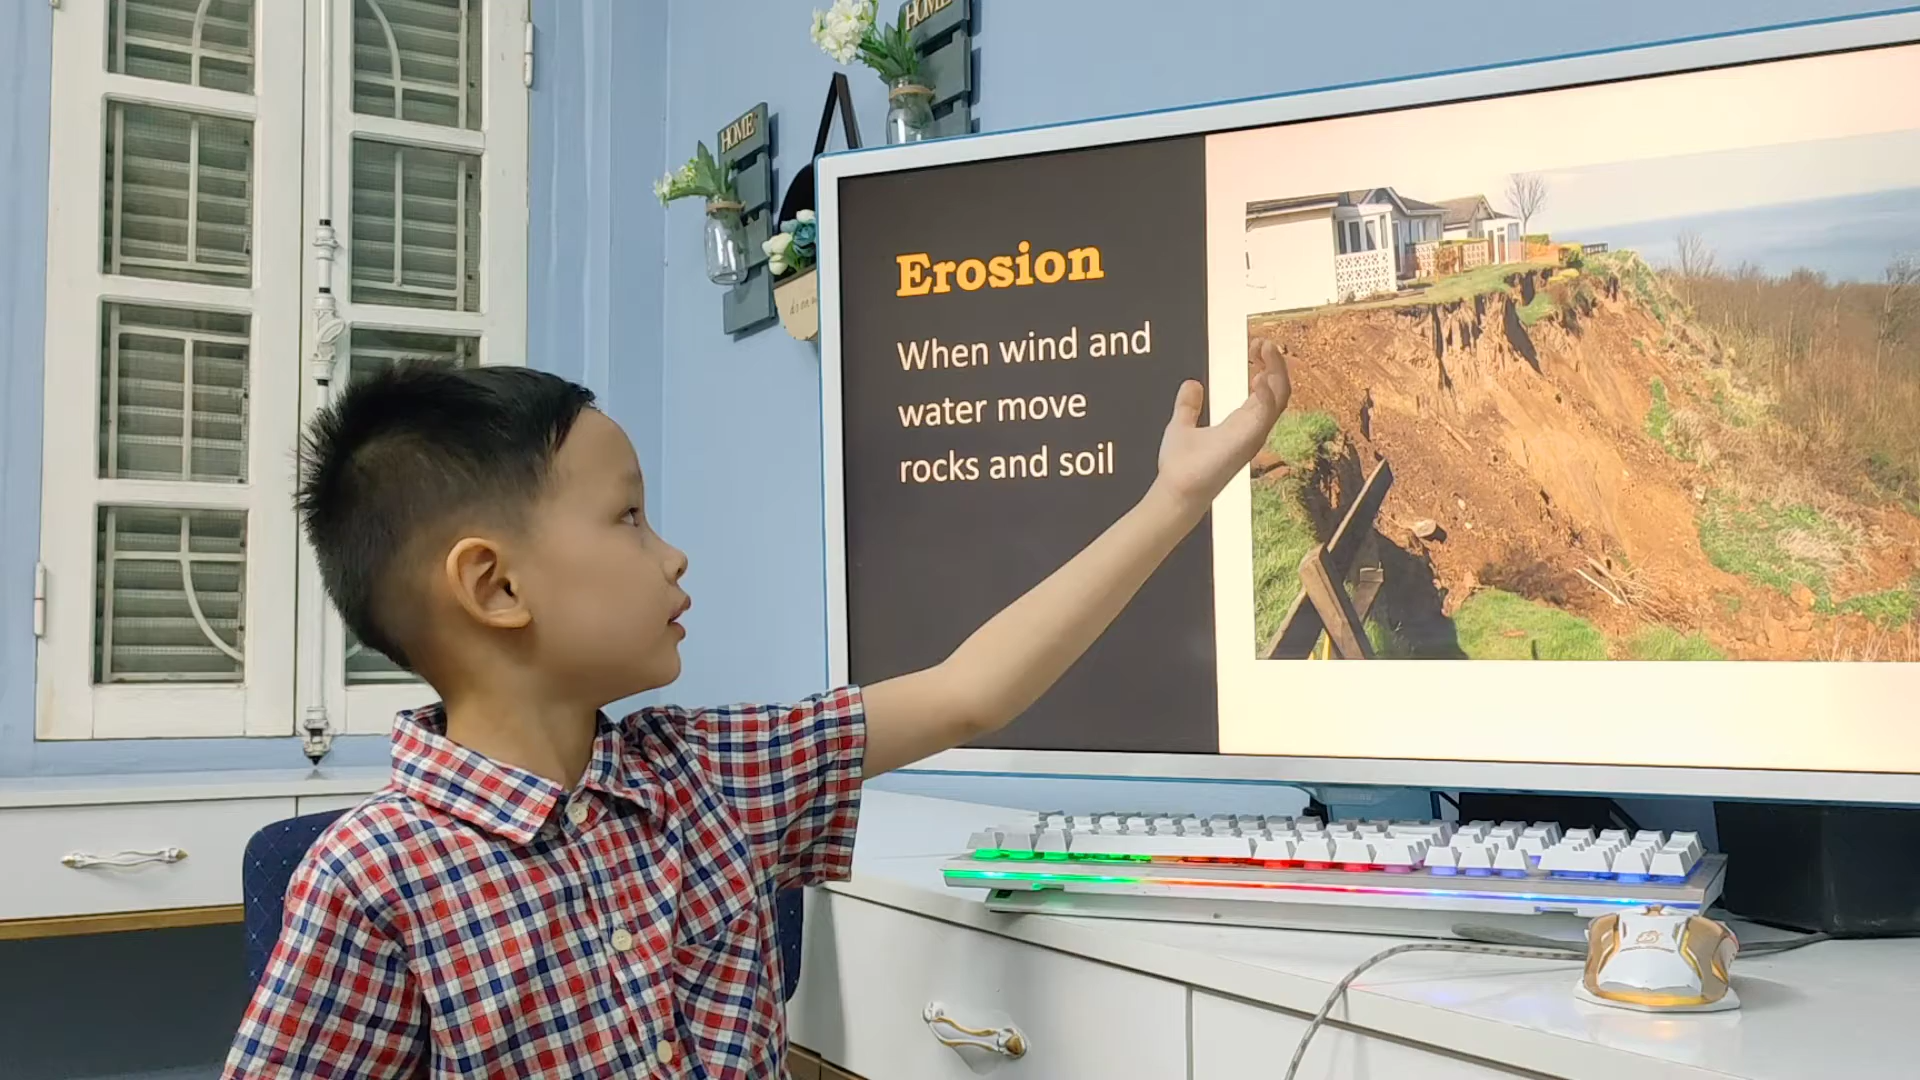 HOME
HOME
Erosion
When wind and
water move
rocks and soil